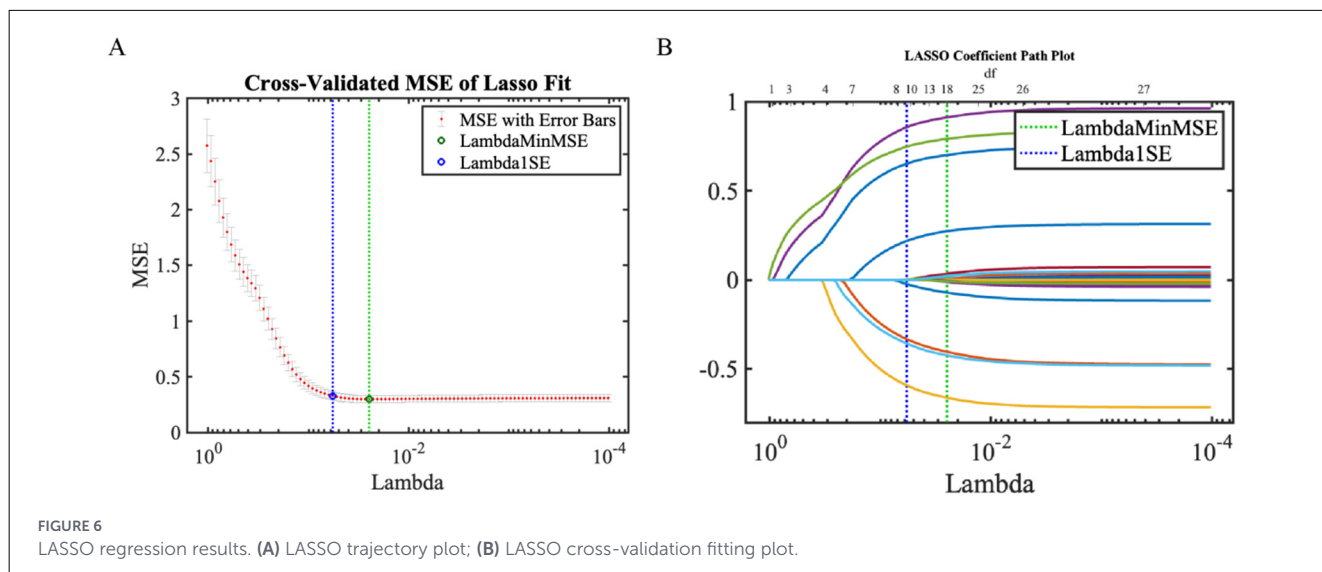 A
Cross-Validated MSE of Lasso Fit
3
2.5
2
1.5
1
0.5
0
MSE
MSE with Error Bars
LambdaMinMSE
Lambda1SE
10^0
10^-2
10^-4
Lambda
B
LASSO Coefficient Path Plot
df
1 3 4 7 8 10 13 18 25 26 27
1
0.5
0
-0.5
LambdaMinMSE
Lambda1SE
10^0
10^-2
10^-4
Lambda
FIGURE 6
LASSO regression results. (A) LASSO trajectory plot; (B) LASSO cross-validation fitting plot.